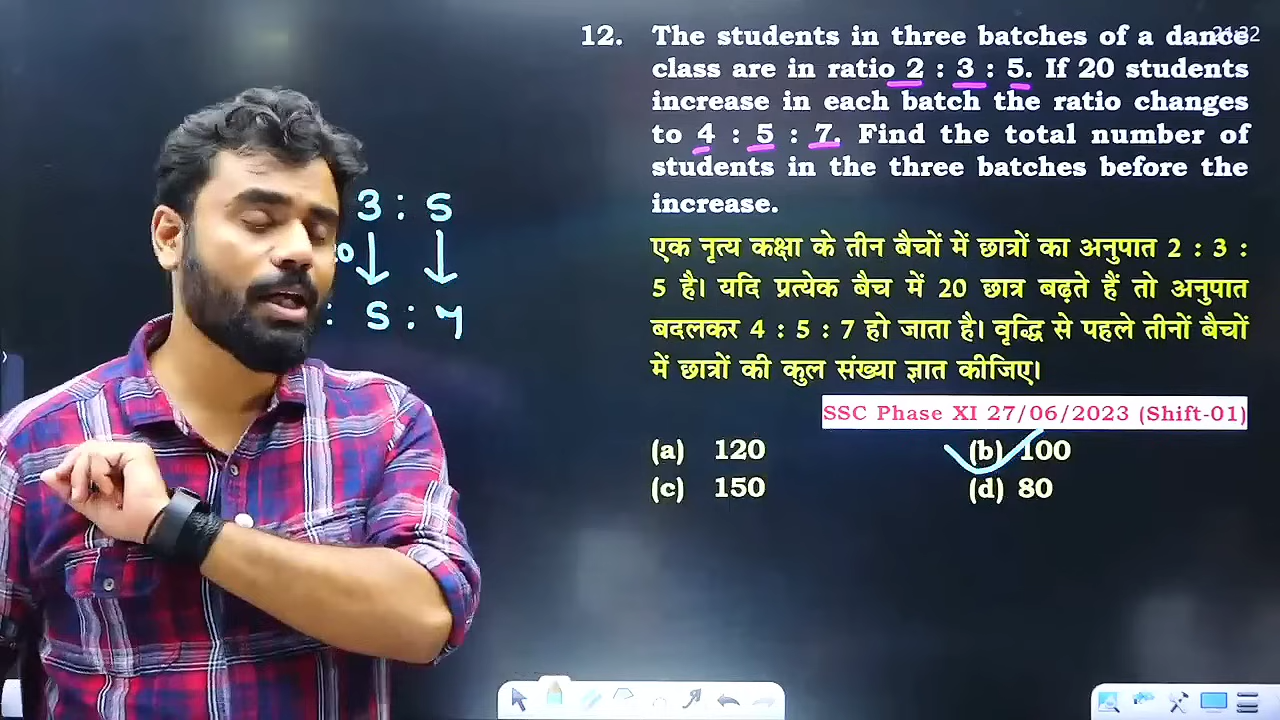 12. The students in three batches of a dance
class are in ratio 2 : 3 : 5. If 20 students
increase in each batch the ratio changes
to 4 : 5 : 7. Find the total number of
students in the three batches before the
increase.
एक नृत्य कक्षा के तीन बैचों में छात्रों का अनुपात 2 : 3 :
5 है। यदि प्रत्येक बैच में 20 छात्र बढ़ते हैं तो अनुपात
बदलकर 4 : 5 : 7 हो जाता है। वृद्धि से पहले तीनों बैचों
में छात्रों की कुल संख्या ज्ञात कीजिए।
SSC Phase XI 27/06/2023 (Shift-01)
(a) 120 (b) 100
(c) 150 (d) 80
3 : 5
: 5 : 7